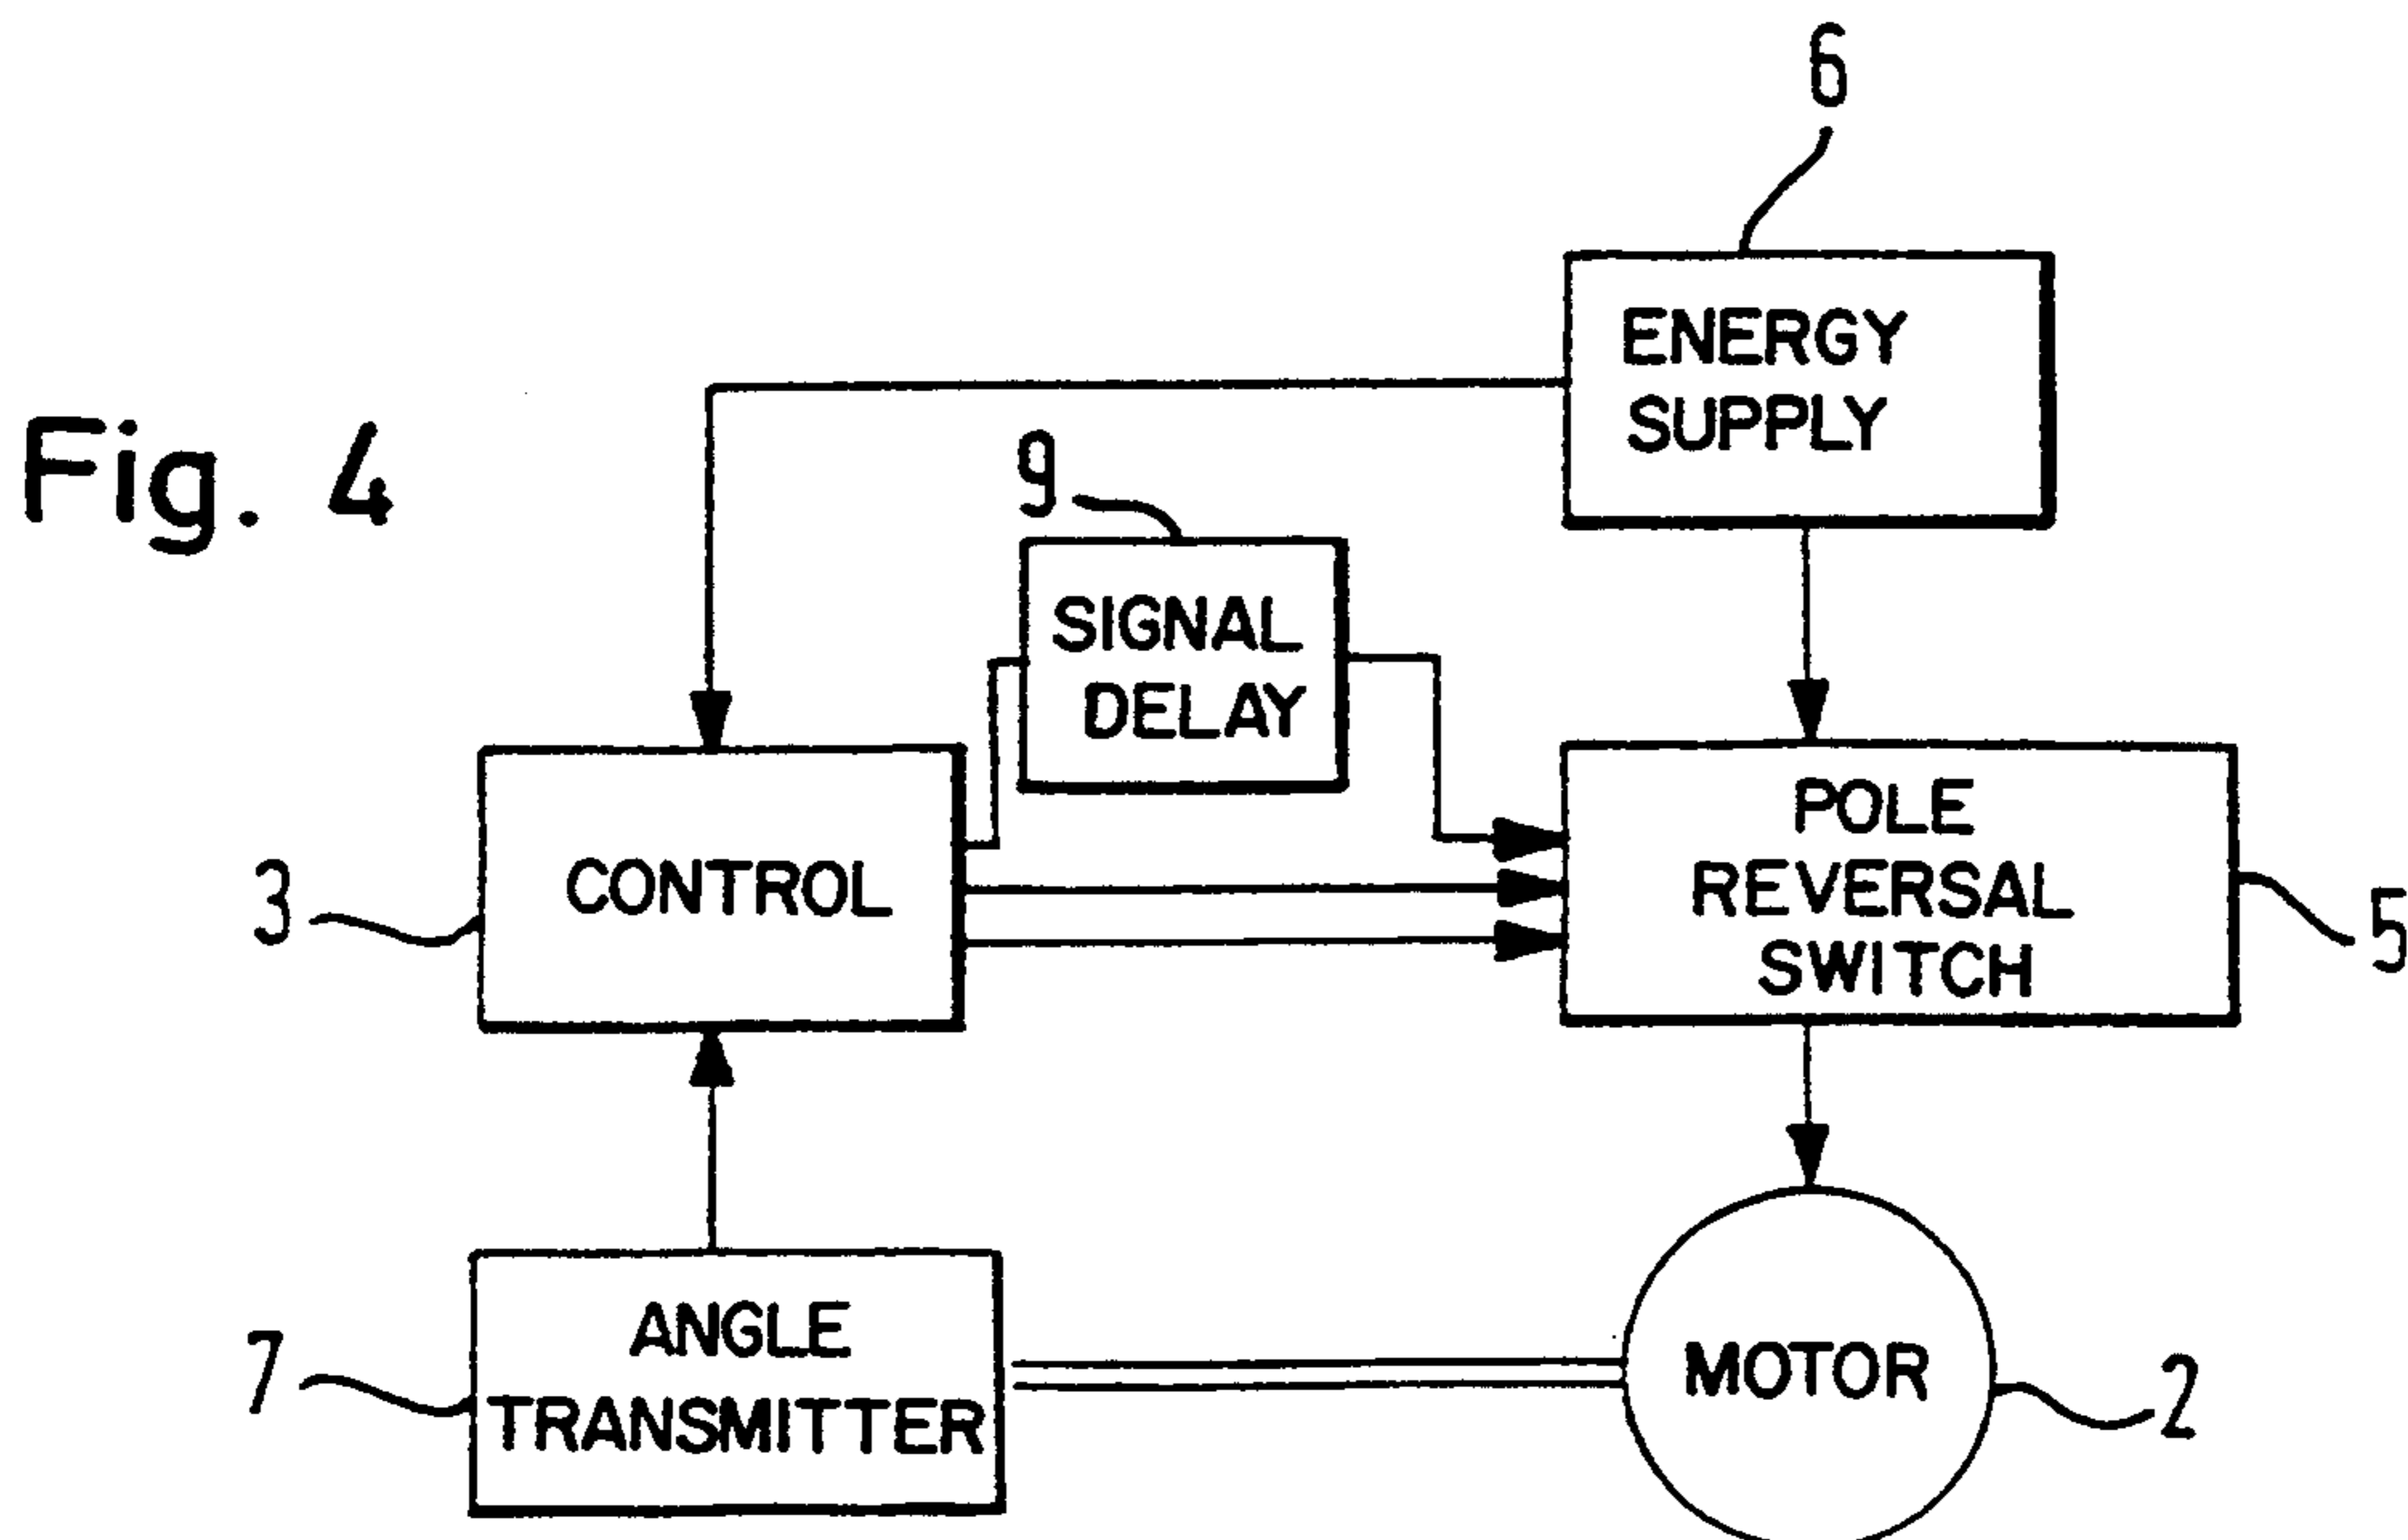 6
ENERGY
SUPPLY
Fig. 4
9
SIGNAL
DELAY
POLE
REVERSAL
SWITCH
CONTROL
3
5
ANGLE
TRANSMITTER
7
MOTOR
2